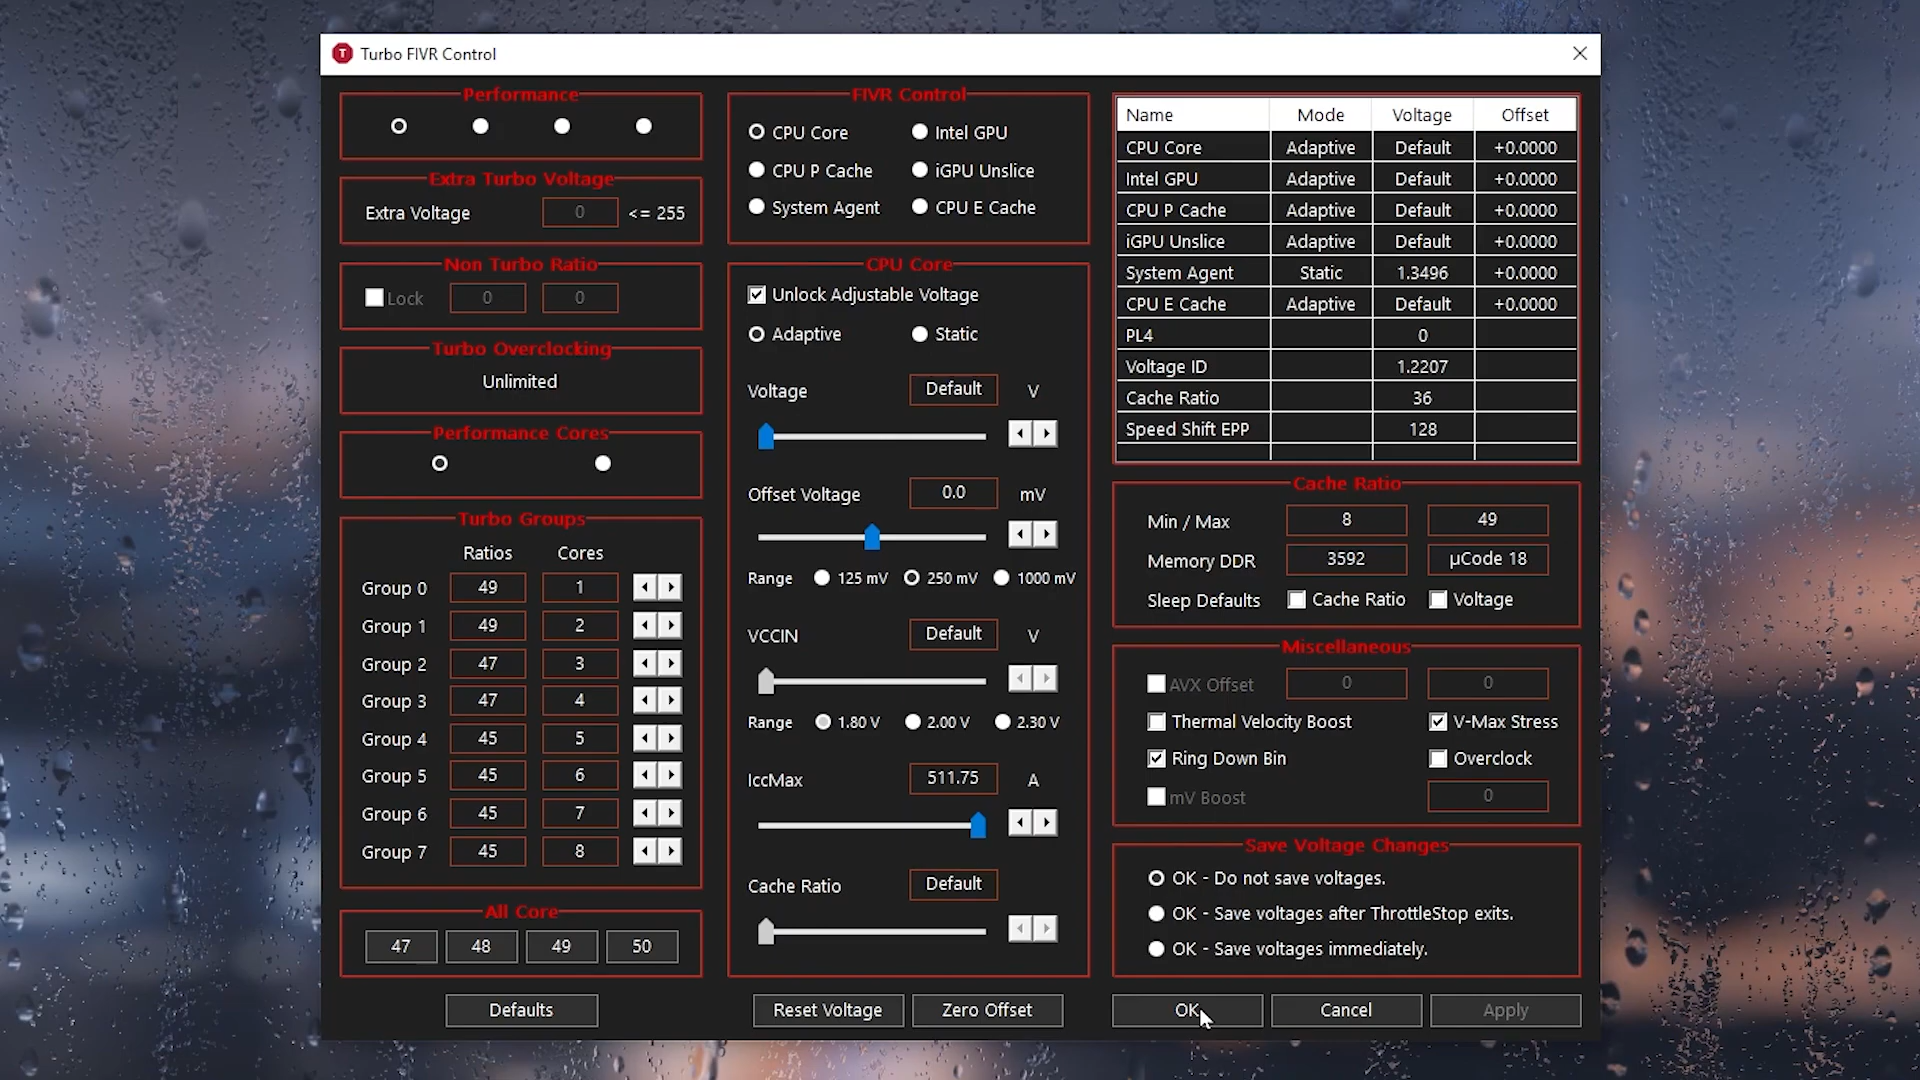 Turbo FIVR Control
Performance
Extra Turbo Voltage
Extra Voltage 0 <= 255
Non Turbo Ratio
Lock 0 0
Turbo Overclocking
Unlimited
Performance Cores
Turbo Groups
Ratios Cores
Group 0 49 1
Group 1 49 2
Group 2 47 3
Group 3 47 4
Group 4 45 5
Group 5 45 6
Group 6 45 7
Group 7 45 8
All Core
47 48 49 50
Defaults
FIVR Control
CPU Core Intel GPU
CPU P Cache iGPU Unslice
System Agent CPU E Cache
CPU Core
Unlock Adjustable Voltage
Adaptive Static
Voltage Default V
Offset Voltage 0.0 mV
Range 125 mV 250 mV 1000 mV
VCCIN Default V
Range 1.80 V 2.00 V 2.30 V
IccMax 511.75 A
Cache Ratio Default
Reset Voltage Zero Offset
Name Mode Voltage Offset
CPU Core Adaptive Default +0.0000
Intel GPU Adaptive Default +0.0000
CPU P Cache Adaptive Default +0.0000
iGPU Unslice Adaptive Default +0.0000
System Agent Static 1.3496 +0.0000
CPU E Cache Adaptive Default +0.0000
PL4 0
Voltage ID 1.2207
Cache Ratio 36
Speed Shift EPP 128
Cache Ratio
Min / Max 8 49
Memory DDR 3592 µCode 18
Sleep Defaults Cache Ratio Voltage
Miscellaneous
AVX Offset 0 0
Thermal Velocity Boost V-Max Stress
Ring Down Bin Overclock
mV Boost 0
Save Voltage Changes
OK - Do not save voltages.
OK - Save voltages after ThrottleStop exits.
OK - Save voltages immediately.
OK Cancel Apply